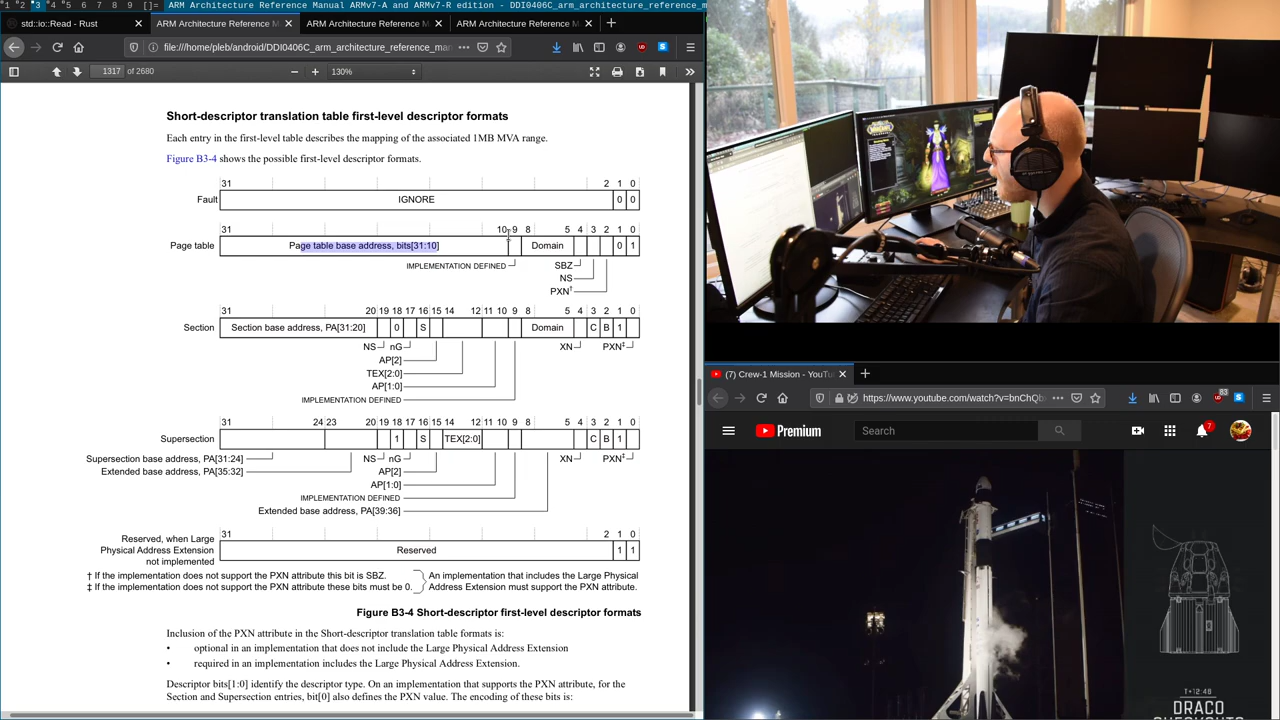 1 2 3 4 5 6 7 8 9 []= ARM Architecture Reference Manual ARMv7-A and ARMv7-R edition - DDI0406C_arm_architecture_reference_m
std::io::Read - Rust
ARM Architecture Reference M
ARM Architecture Reference M
ARM Architecture Reference M
file:///home/pleb/android/DDI0406C_arm_architecture_reference_mar
1317 of 2680
130%
Short-descriptor translation table first-level descriptor formats
Each entry in the first-level table describes the mapping of the associated 1MB MVA range.
Figure B3-4 shows the possible first-level descriptor formats.
31 2 1 0
Fault IGNORE 0 0
31 10 9 8 5 4 3 2 1 0
Page table Page table base address, bits[31:10] Domain 0 1
IMPLEMENTATION DEFINED SBZ
NS
PXN†
31 20 19 18 17 16 15 14 12 11 10 9 8 5 4 3 2 1 0
Section Section base address, PA[31:20] 0 S Domain C B 1
NS nG XN PXN‡
AP[2]
TEX[2:0]
AP[1:0]
IMPLEMENTATION DEFINED
31 24 23 20 19 18 17 16 15 14 12 11 10 9 8 5 4 3 2 1 0
Supersection 1 S TEX[2:0] C B 1
Supersection base address, PA[31:24] NS nG XN PXN‡
Extended base address, PA[35:32] AP[2]
AP[1:0]
IMPLEMENTATION DEFINED
Extended base address, PA[39:36]
31 2 1 0
Reserved, when Large
Physical Address Extension
not implemented
Reserved 1 1
† If the implementation does not support the PXN attribute this bit is SBZ.
‡ If the implementation does not support the PXN attribute these bits must be 0.
An implementation that includes the Large Physical
Address Extension must support the PXN attribute.
Figure B3-4 Short-descriptor first-level descriptor formats
Inclusion of the PXN attribute in the Short-descriptor translation table formats is:
• optional in an implementation that does not include the Large Physical Address Extension
• required in an implementation includes the Large Physical Address Extension.
Descriptor bits[1:0] identify the descriptor type. On an implementation that supports the PXN attribute, for the
Section and Supersection entries, bit[0] also defines the PXN value. The encoding of these bits is:
(7) Crew-1 Mission - YouTu
https://www.youtube.com/watch?v=bnChQb
83
Premium
Search
7
T+12:46
DRACO
CHECKOUTS